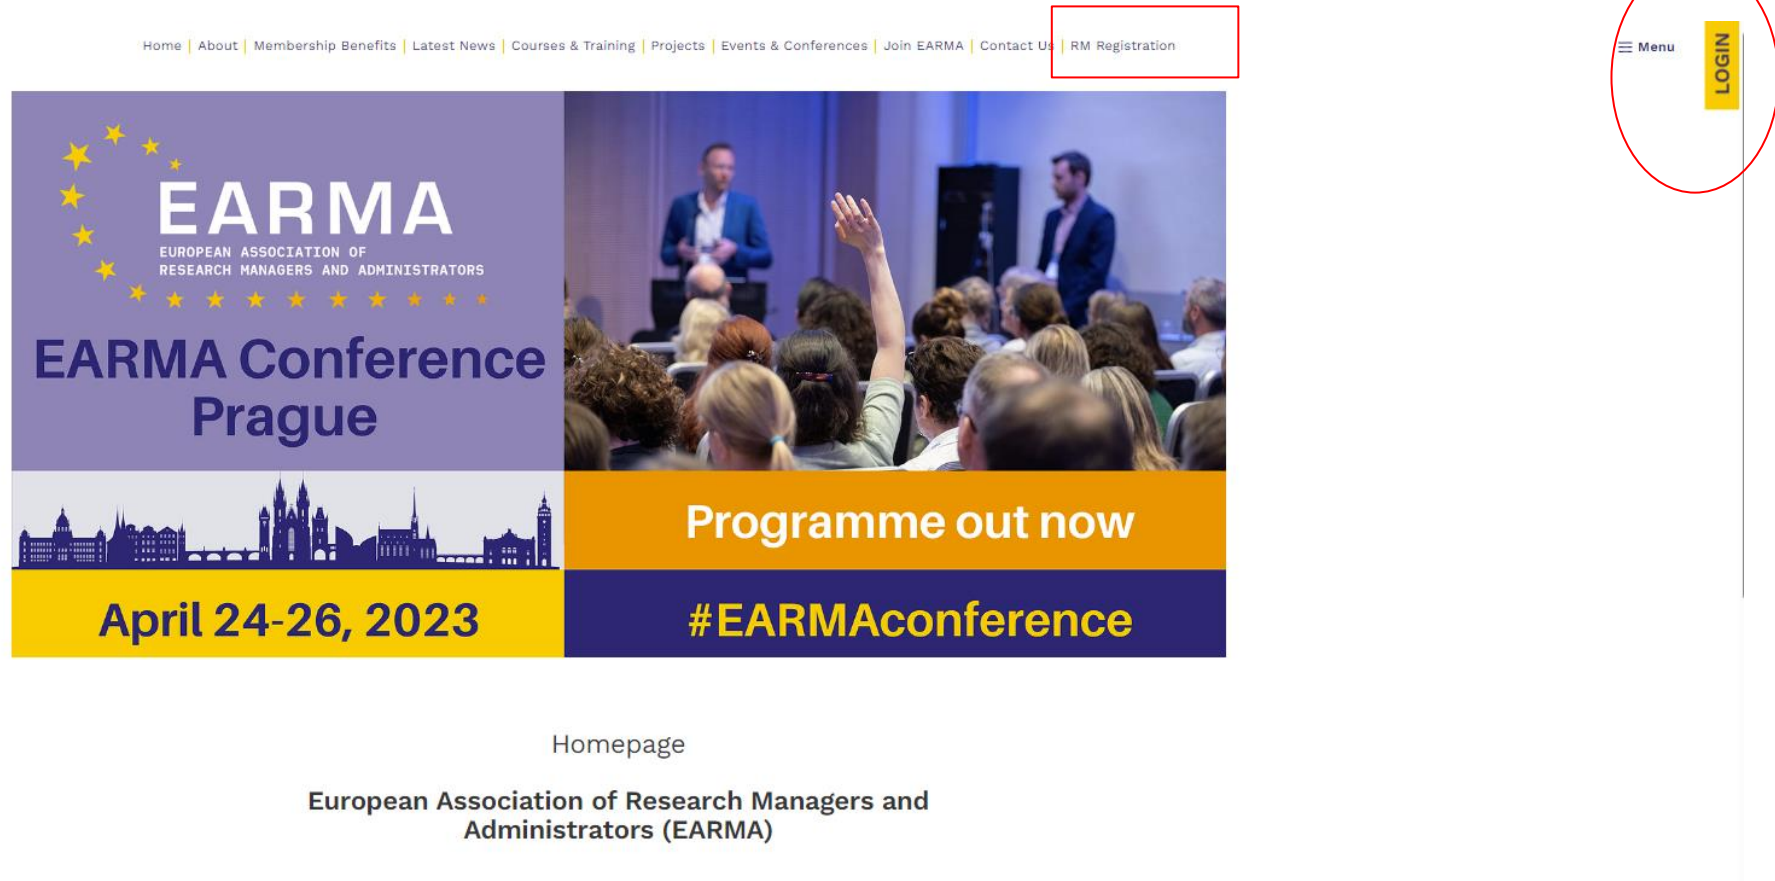 Home | About | Membership Benefits | Latest News | Courses & Training | Projects | Events & Conferences | Join EARMA | Contact Us | RM Registration
Menu
LOGIN
EARMA
EUROPEAN ASSOCIATION OF
RESEARCH MANAGERS AND ADMINISTRATORS
EARMA Conference
Prague
Programme out now
April 24-26, 2023
#EARMAconference
Homepage
European Association of Research Managers and
Administrators (EARMA)